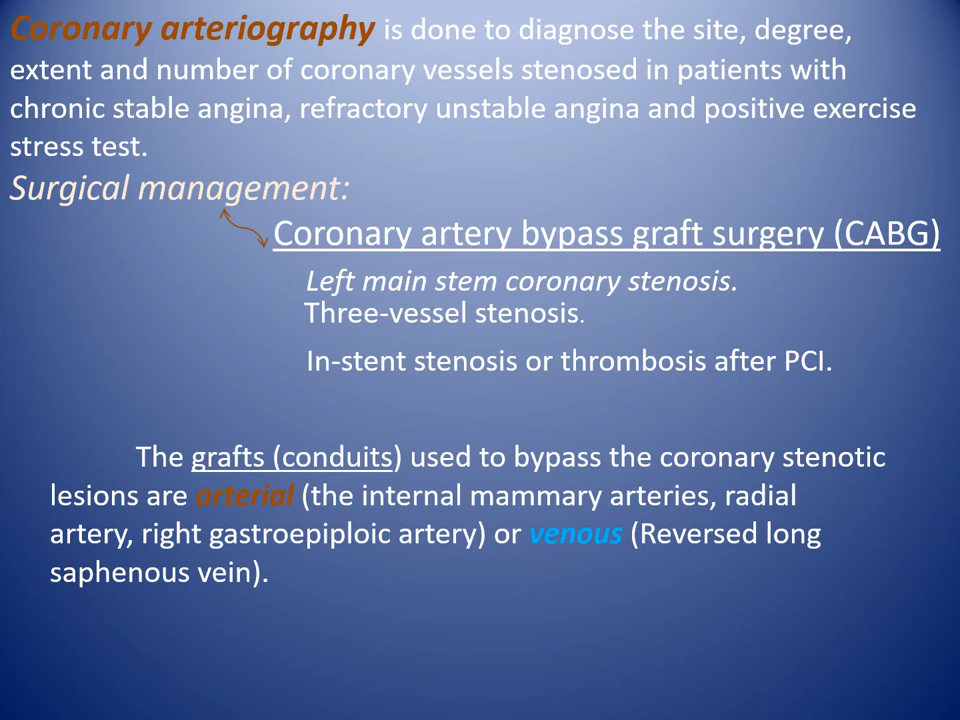 Coronary arteriography is done to diagnose the site, degree,
extent and number of coronary vessels stenosed in patients with
chronic stable angina, refractory unstable angina and positive exercise
stress test.
Surgical management:
Coronary artery bypass graft surgery (CABG)
Left main stem coronary stenosis.
Three-vessel stenosis.
In-stent stenosis or thrombosis after PCI.
The grafts (conduits) used to bypass the coronary stenotic
lesions are arterial (the internal mammary arteries, radial
artery, right gastroepiploic artery) or venous (Reversed long
saphenous vein).